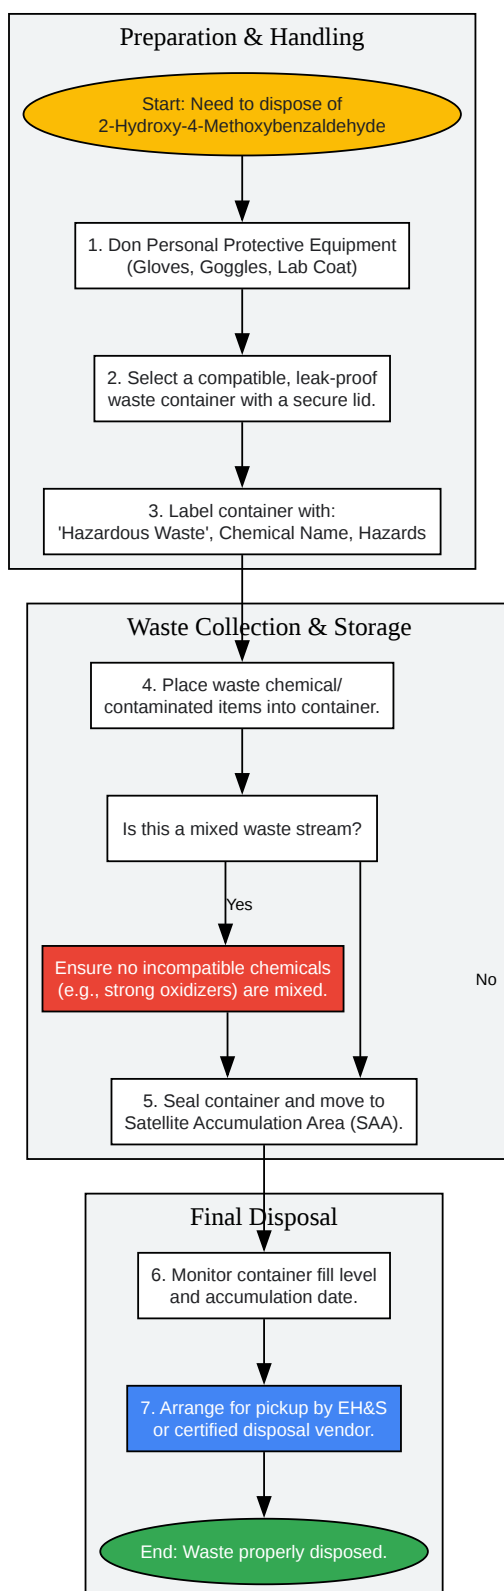 Preparation & Handling
Start: Need to dispose of
2-Hydroxy-4-Methoxybenzaldehyde
1. Don Personal Protective Equipment
(Gloves, Goggles, Lab Coat)
2. Select a compatible, leak-proof
waste container with a secure lid.
3. Label container with:
'Hazardous Waste', Chemical Name, Hazards
Waste Collection & Storage
4. Place waste chemical/
contaminated items into container.
Is this a mixed waste stream?
Yes
Ensure no incompatible chemicals
(e.g., strong oxidizers) are mixed.
No
5. Seal container and move to
Satellite Accumulation Area (SAA).
Final Disposal
6. Monitor container fill level
and accumulation date.
7. Arrange for pickup by EH&S
or certified disposal vendor.
End: Waste properly disposed.